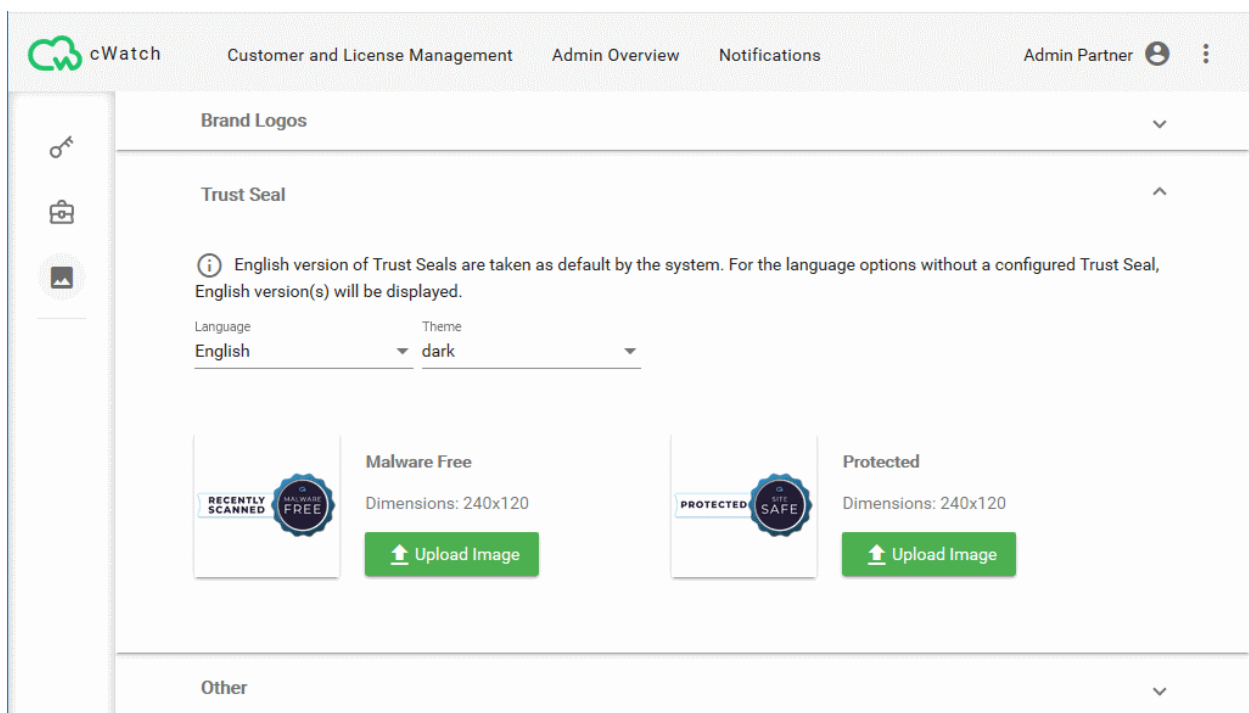 cWatch
Customer and License Management
Admin Overview
Notifications
Admin Partner
Brand Logos
Trust Seal
English version of Trust Seals are taken as default by the system. For the language options without a configured Trust Seal,
English version(s) will be displayed.
Language
Theme
English
dark
RECENTLY
SCANNED
MALWARE
FREE
Malware Free
Dimensions: 240x120
Upload Image
PROTECTED
SITE
SAFE
Protected
Dimensions: 240x120
Upload Image
Other